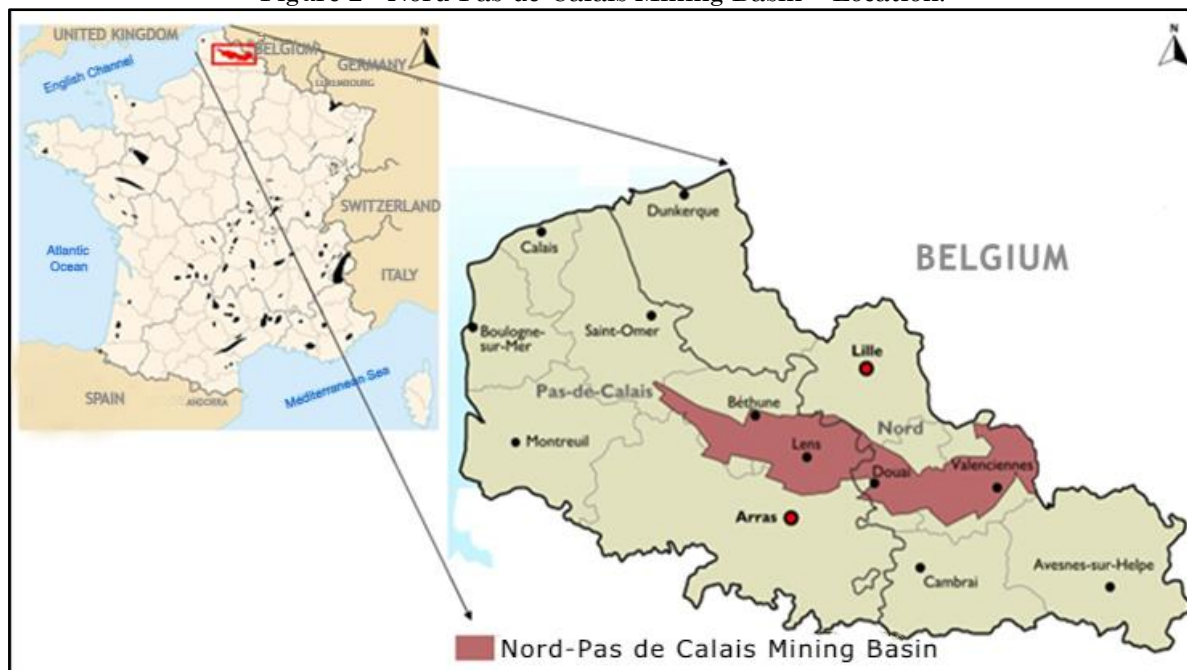 Figure 2 - Nord-Pas-de-Calais Mining Basin – Location.
UNITED KINGDOM
BELGIUM
N
English Channel
GERMANY
LUXEMBOURG
SWITZERLAND
Atlantic
Ocean
ITALY
SPAIN
ANDORRA
Mediterranean Sea
N
Dunkerque
Calais
BELGIUM
Boulogne-
sur-Mer
Saint-Omer
Lille
Pas-de-Calais
Béthune
Nord
Montreuil
Lens
Douai
Valenciennes
Arras
Cambrai
Avesnes-sur-Helpe
Nord-Pas de Calais Mining Basin